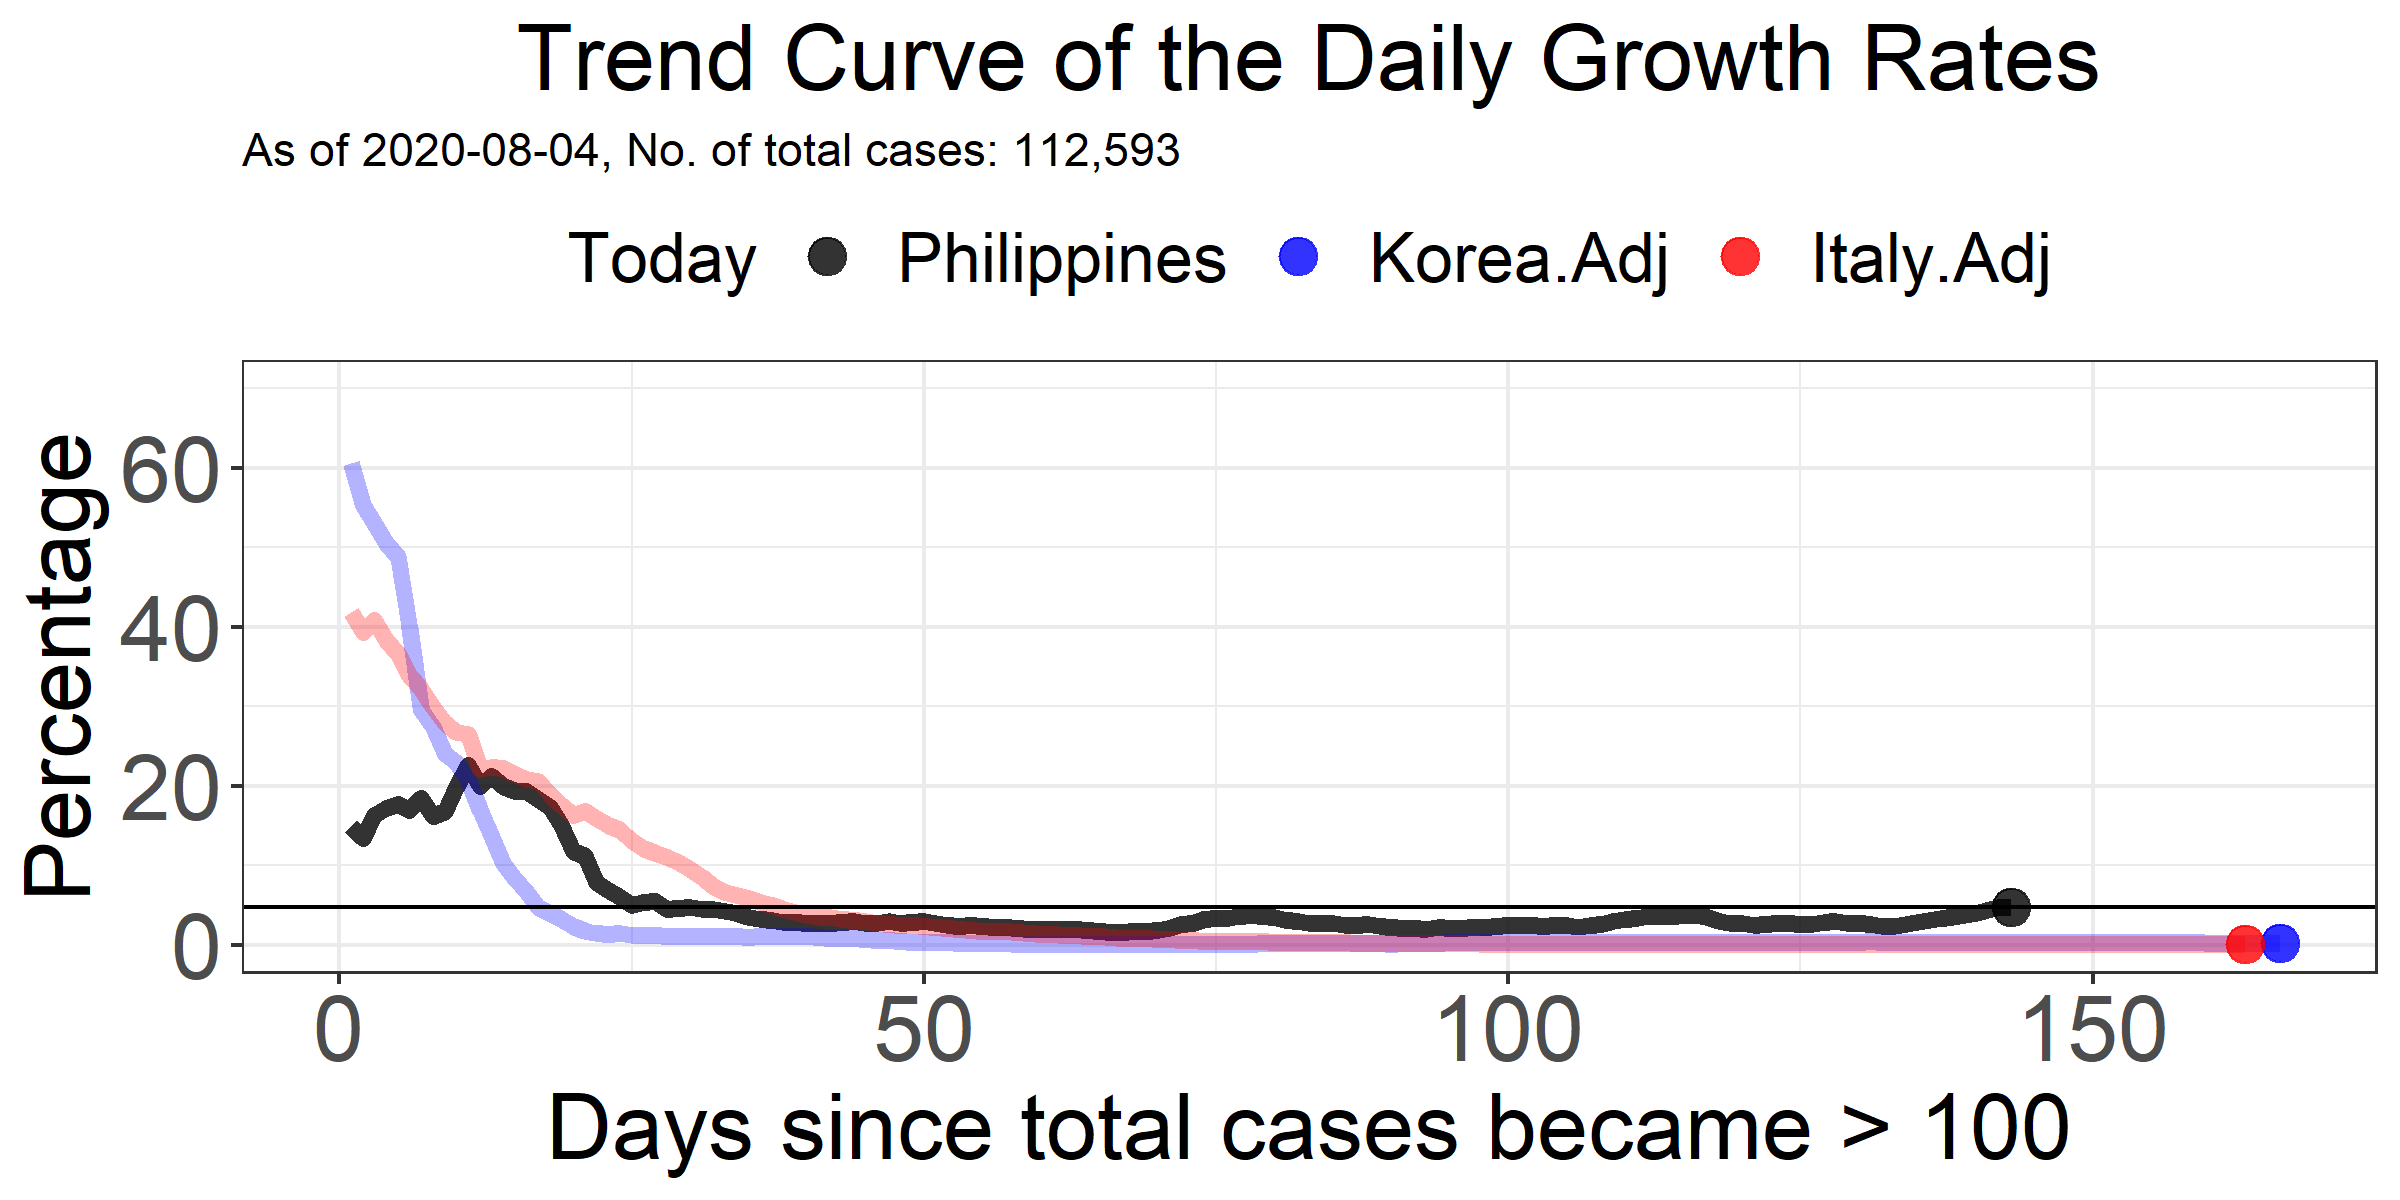 Trend Curve of the Daily Growth Rates
As of 2020-08-04, No. of total cases: 112,593
Today Philippines Korea.Adj Italy.Adj
Percentage
60
40
20
0
0 50 100 150
Days since total cases became > 100